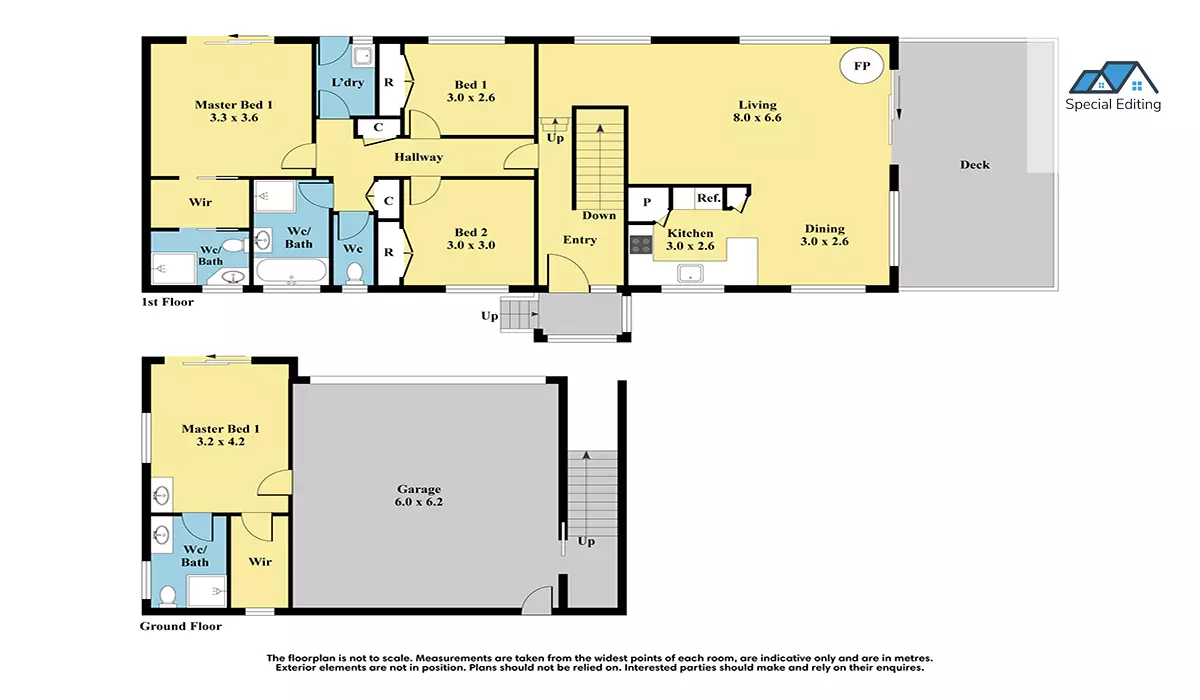 Master Bed 1
3.3 x 3.6
L'dry
R
Bed 1
3.0 x 2.6
C
Hallway
Up
Down
Living
8.0 x 6.6
FP
Deck
Special Editing
Wir
Wc/
Bath
Wc/
Bath
Wc
C
R
Bed 2
3.0 x 3.0
Entry
P
Ref.
Kitchen
3.0 x 2.6
Dining
3.0 x 2.6
1st Floor
Up
Master Bed 1
3.2 x 4.2
Garage
6.0 x 6.2
Up
Wc/
Bath
Wir
Ground Floor
The floorplan is not to scale. Measurements are taken from the widest points of each room, are indicative only and are in metres.
Exterior elements are not in position. Plans should not be relied on. Interested parties should make and rely on their enquires.